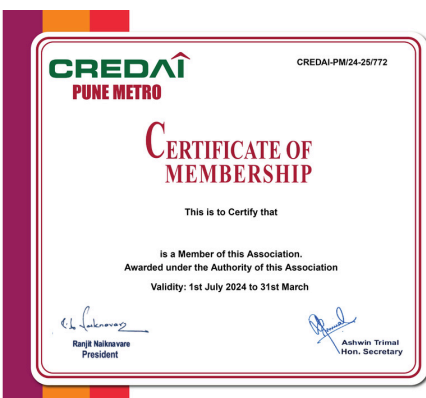 CREDAI
PUNE METRO
CREDAI-PM/24-25/772
CERTIFICATE OF
MEMBERSHIP
This is to Certify that
is a Member of this Association.
Awarded under the Authority of this Association
Validity: 1st July 2024 to 31st March
Ranjit Naiknavare
President
Ashwin Trimal
Hon. Secretary